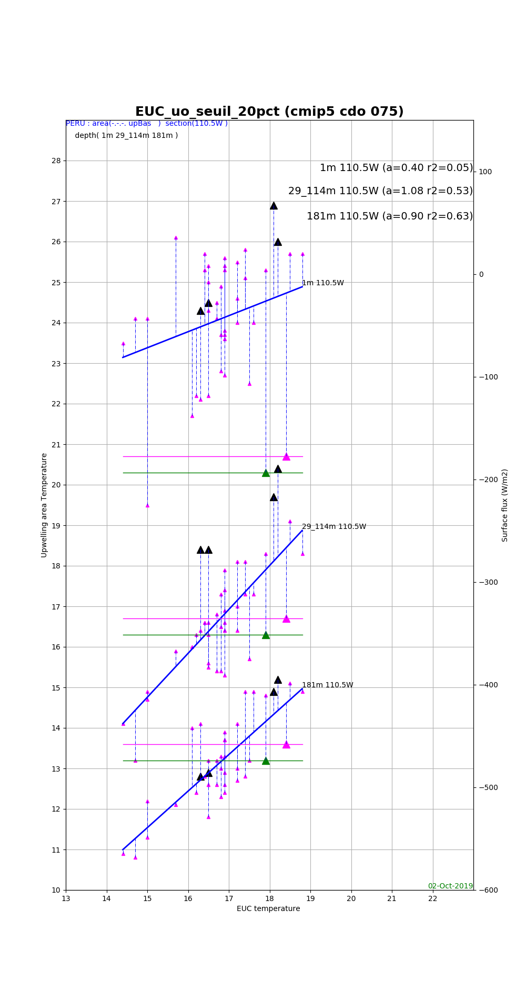 EUC_uo_seuil_20pct (cmip5 cdo 075)
PERU : area(-.-.-. upBas   )  section(110.5W )
depth( 1m 29_114m 181m )
1m 110.5W (a=0.40 r2=0.05)
29_114m 110.5W (a=1.08 r2=0.53)
181m 110.5W (a=0.90 r2=0.63)
28
27
26
25
24
23
22
21
20
19
18
17
16
15
14
13
12
11
10
Upwelling area Temperature
1m 110.5W
29_114m 110.5W
181m 110.5W
100
0
−100
−200
−300
−400
−500
−600
Surface flux (W/m2)
02-Oct-2019
13 14 15 16 17 18 19 20 21 22
EUC temperature